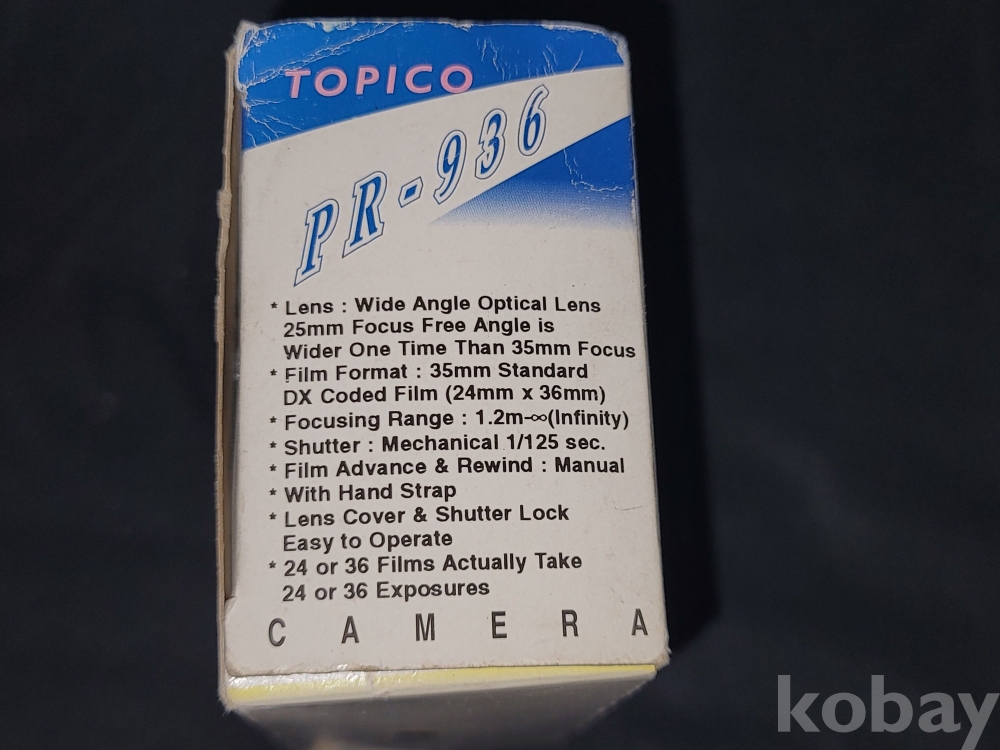 TOPICO
PR-936
* Lens : Wide Angle Optical Lens
25mm Focus Free Angle is
Wider One Time Than 35mm Focus
* Film Format : 35mm Standard
DX Coded Film (24mm x 36mm)
* Focusing Range : 1.2m-∞(Infinity)
* Shutter : Mechanical 1/125 sec.
* Film Advance & Rewind : Manual
* With Hand Strap
* Lens Cover & Shutter Lock
Easy to Operate
* 24 or 36 Films Actually Take
24 or 36 Exposures
C A M E R A
kobay